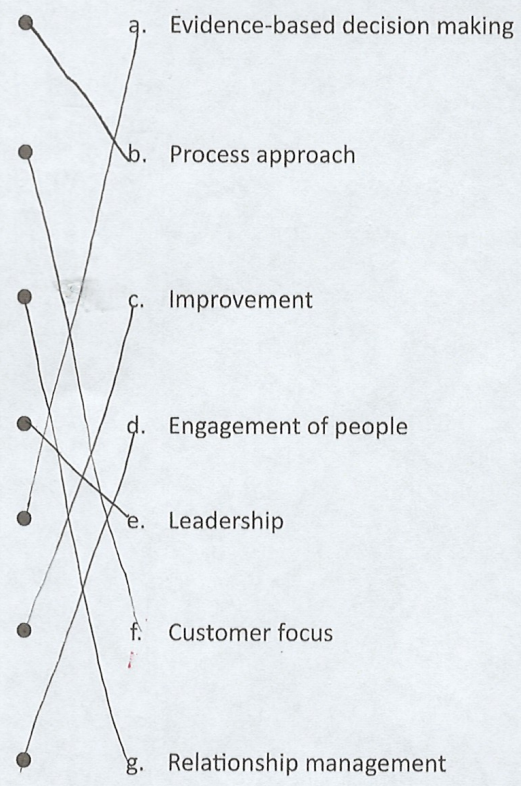 a. Evidence-based decision making
b. Process approach
c. Improvement
d. Engagement of people
e. Leadership
f. Customer focus
g. Relationship management